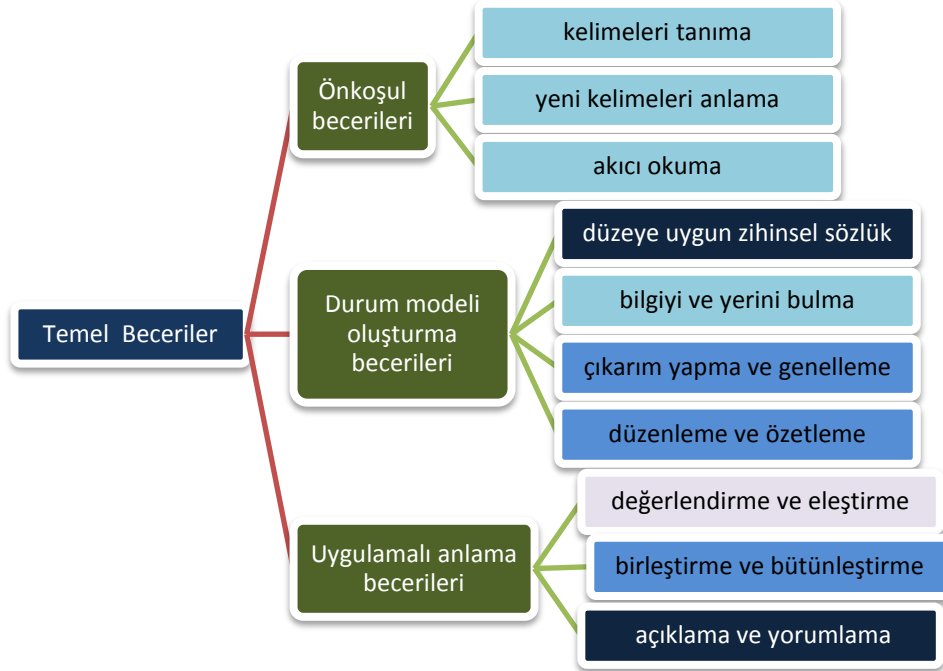 Temel Beceriler
Önkoşul
becerileri
kelimeleri tanıma
yeni kelimeleri anlama
akıcı okuma
Durum modeli
oluşturma
becerileri
düzeye uygun zihinsel sözlük
bilgiyi ve yerini bulma
çıkarım yapma ve genelleme
düzenleme ve özetleme
Uygulamalı anlama
becerileri
değerlendirme ve eleştirme
birleştirme ve bütünleştirme
açıklama ve yorumlama